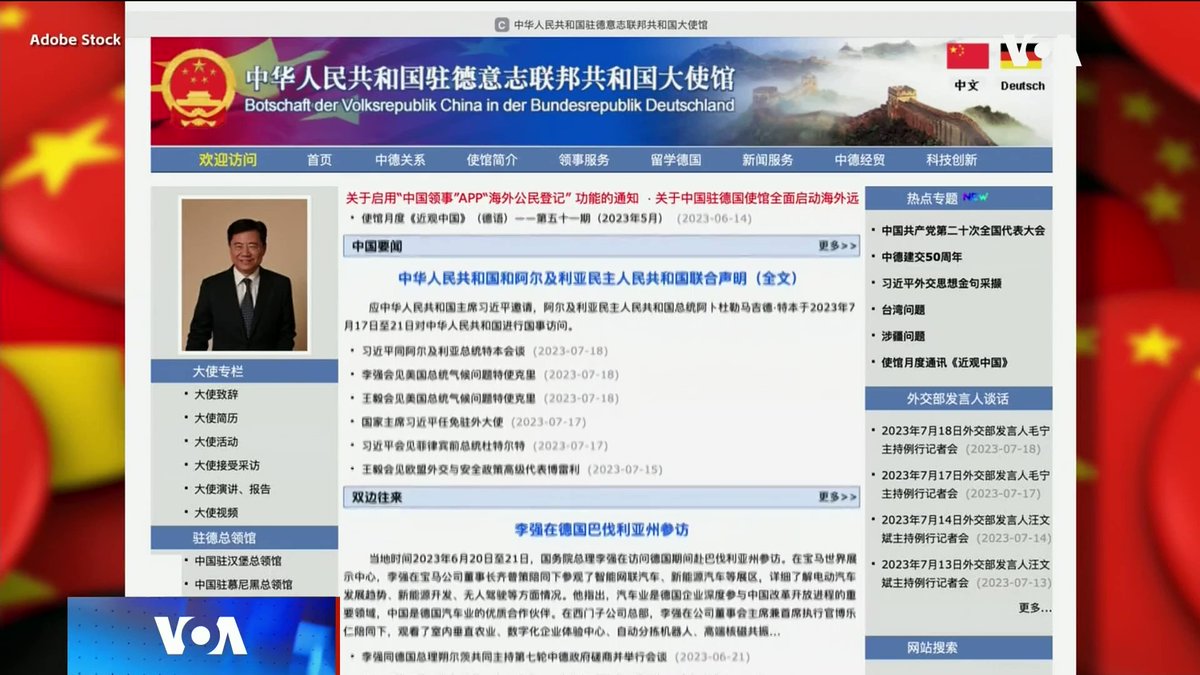 Adobe Stock
C 中华人民共和国驻德意志联邦共和国大使馆
VOA
中华人民共和国驻德意志联邦共和国大使馆
Botschaft der Volksrepublik China in der Bundesrepublik Deutschland
中文 Deutsch
欢迎访问 首页 中德关系 使馆简介 领事服务 留学德国 新闻服务 中德经贸 科技创新
关于启用“中国领事”APP“海外公民登记” 功能的通知 · 关于中国驻德国使馆全面启动海外远
· 使馆月度《近观中国》(德语) ——第五十一期(2023年5月) (2023-06-14)
中国要闻 更多>>
中华人民共和国和阿尔及利亚民主人民共和国联合声明(全文)
应中华人民共和国主席习近平邀请，阿尔及利亚民主人民共和国总统阿卜杜勒马吉德·特本于2023年7
月17日至21日对中华人民共和国进行国事访问。
· 习近平同阿尔及利亚总统特本会谈 (2023-07-18)
· 李强会见美国总统气候问题特使克里 (2023-07-18)
· 王毅会见美国总统气候问题特使克里 (2023-07-18)
· 国家主席习近平任免驻外大使 (2023-07-17)
· 习近平会见菲律宾前总统杜特尔特 (2023-07-17)
· 王毅会见欧盟外交与安全政策高级代表博雷利 (2023-07-15)
双边往来 更多>>
李强在德国巴伐利亚州参访
当地时间2023年6月20日至21日，国务院总理李强在访问德国期间赴巴伐利亚州参访。在宝马世界展
示中心，李强在宝马公司董事长齐普策陪同下参观了智能网联汽车、新能源汽车等展区，详细了解电动汽车
发展趋势、新能源开发、无人驾驶等方面情况。他指出，汽车业是德国企业深度参与中国改革开放进程的重
要领域，中国是德国汽车业的优质合作伙伴。在西门子公司总部，李强在公司董事会主席兼首席执行官博乐
仁陪同下，观看了室内垂直农业、数字化企业体验中心、自动分拣机器人、高端核磁共振...
· 李强同德国总理朔尔茨共同主持第七轮中德政府磋商并举行会谈 (2023-06-21)
大使专栏
· 大使致辞
· 大使简历
· 大使活动
· 大使接受采访
· 大使演讲、报告
· 大使视频
驻德总领馆
· 中国驻汉堡总领馆
· 中国驻慕尼黑总领馆
热点专题 NEW
· 中国共产党第二十次全国代表大会
· 中德建交50周年
· 习近平外交思想金句采撷
· 台湾问题
· 涉疆问题
· 使馆月度通讯《近观中国》
外交部发言人谈话
· 2023年7月18日外交部发言人毛宁
主持例行记者会 (2023-07-18)
· 2023年7月17日外交部发言人毛宁
主持例行记者会 (2023-07-17)
· 2023年7月14日外交部发言人汪文
斌主持例行记者会 (2023-07-14)
· 2023年7月13日外交部发言人汪文
斌主持例行记者会 (2023-07-13)
更多...
网站搜索
VOA